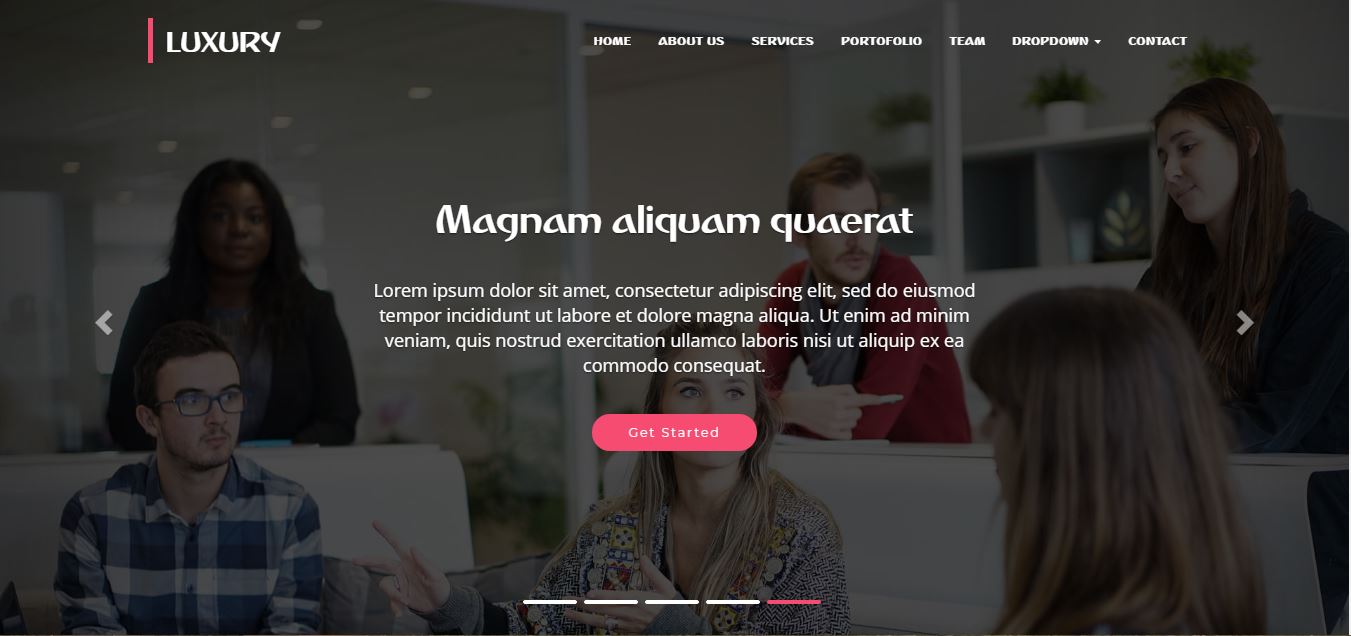 LUXURY
HOME ABOUT US SERVICES PORTOFOLIO TEAM DROPDOWN CONTACT
Magnam aliquam quaerat
Lorem ipsum dolor sit amet, consectetur adipiscing elit, sed do eiusmod
tempor incididunt ut labore et dolore magna aliqua. Ut enim ad minim
veniam, quis nostrud exercitation ullamco laboris nisi ut aliquip ex ea
commodo consequat.
Get Started